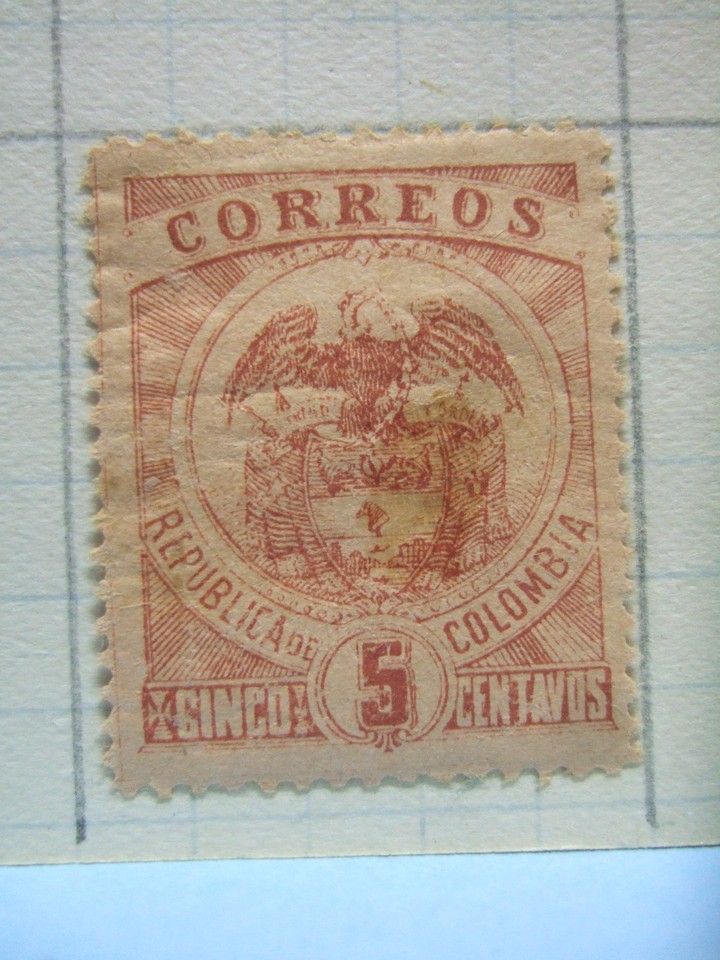 CORREOS
REPUBLICA DE COLOMBIA
5
CINCO CENTAVOS